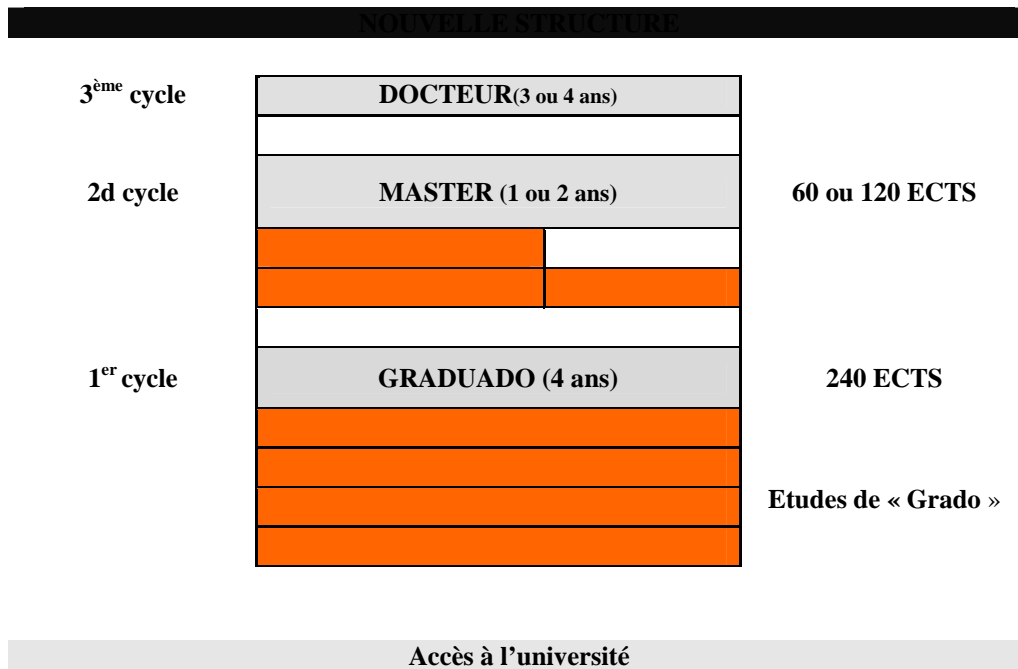 NOUVELLE STRUCTURE
3ème cycle DOCTEUR(3 ou 4 ans)
2d cycle MASTER (1 ou 2 ans) 60 ou 120 ECTS
1er cycle GRADUADO (4 ans) 240 ECTS
Etudes de « Grado »
Accès à l’université